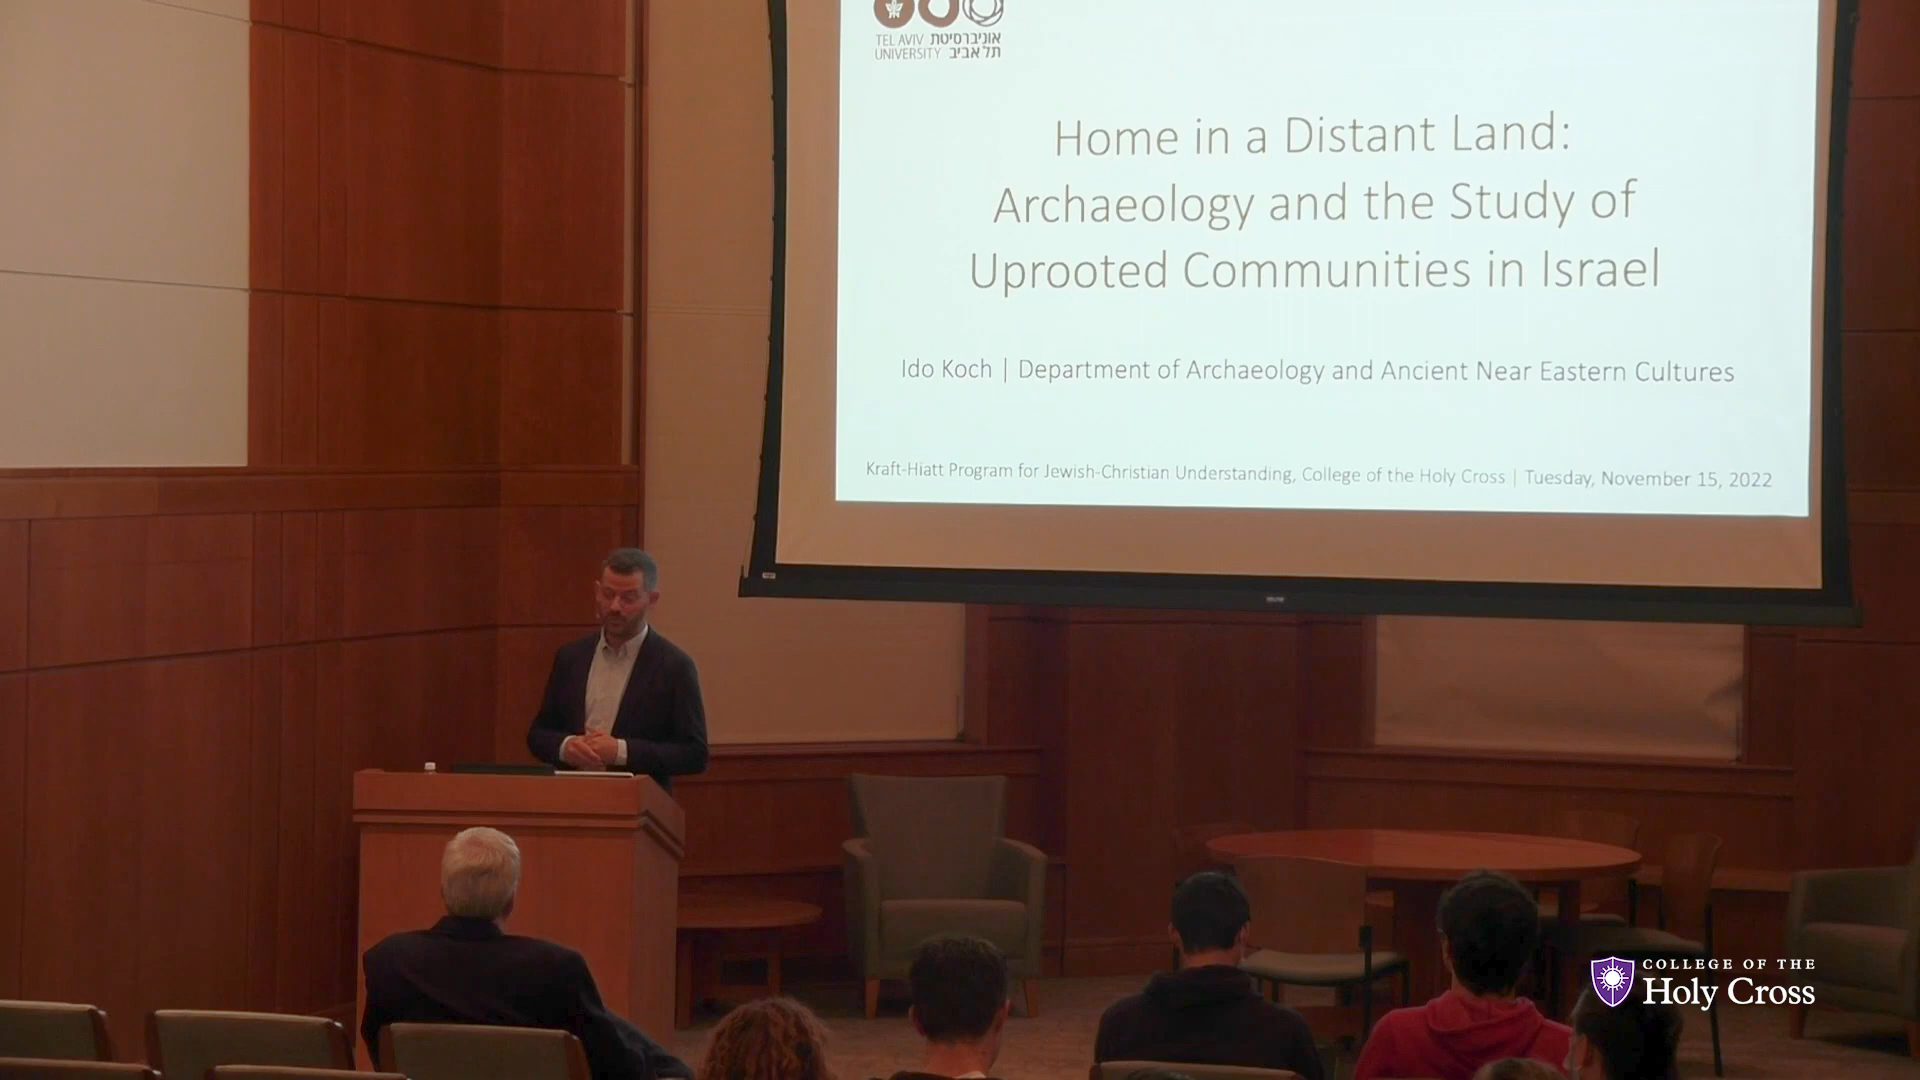 TEL AVIV אוניברסיטת
UNIVERSITY תל אביב
Home in a Distant Land:
Archaeology and the Study of
Uprooted Communities in Israel
Ido Koch | Department of Archaeology and Ancient Near Eastern Cultures
Kraft-Hiatt Program for Jewish-Christian Understanding, College of the Holy Cross | Tuesday, November 15, 2022
COLLEGE OF THE
Holy Cross